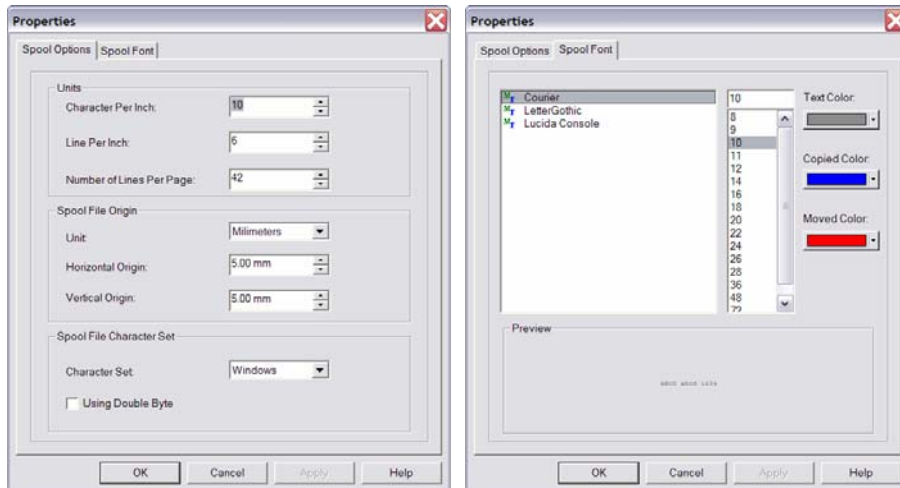 Properties
Spool Options Spool Font
Units
Character Per Inch: 10
Line Per Inch: 6
Number of Lines Per Page: 42
Spool File Origin
Unit: Milimeters
Horizontal Origin: 5.00 mm
Vertical Origin: 5.00 mm
Spool File Character Set
Character Set: Windows
Using Double Byte
OK Cancel Apply Help
Properties
Spool Options Spool Font
Courier
LetterGothic
Lucida Console
10
8
9
10
11
12
14
16
18
20
22
24
26
28
36
48
72
Text Color:
Copied Color:
Moved Color:
Preview
OK Cancel Apply Help